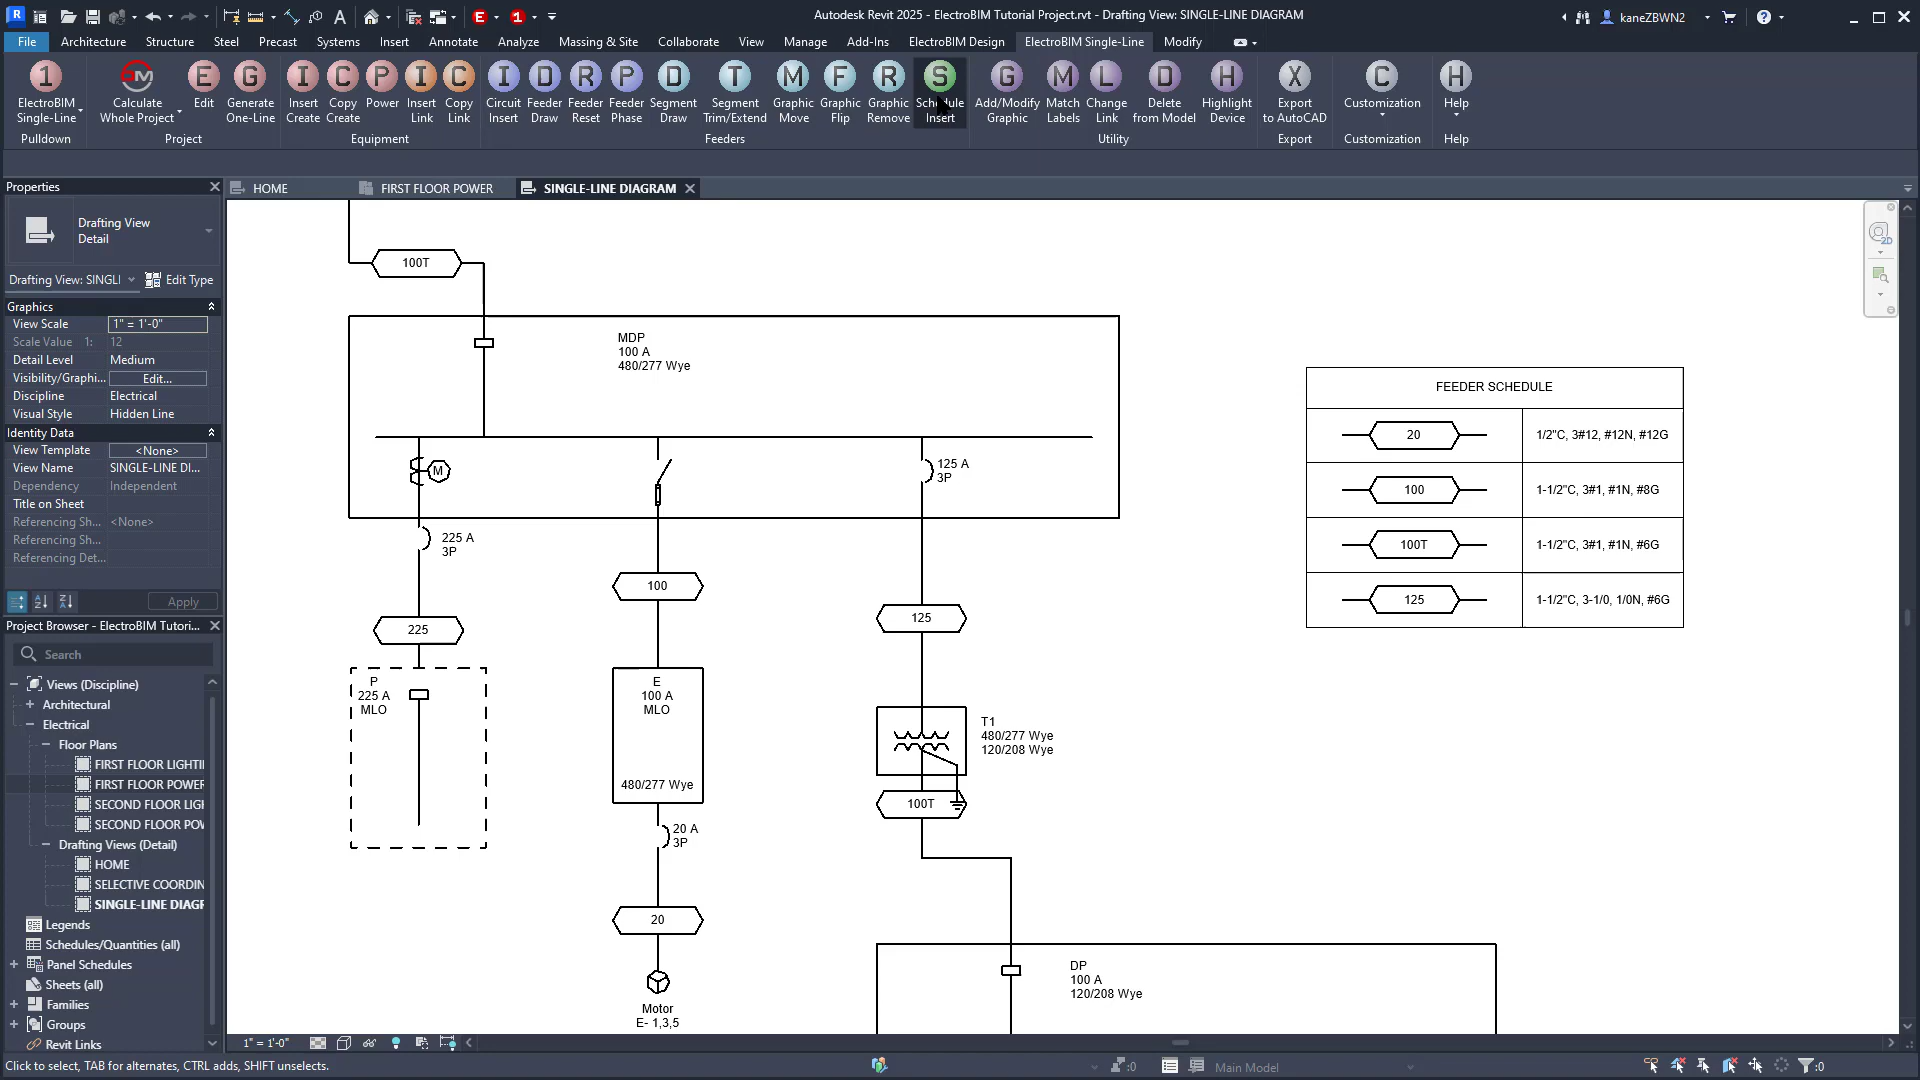 Autodesk Revit 2025 - ElectroBIM Tutorial Project.rvt - Drafting View: SINGLE-LINE DIAGRAM
kaneZBWN2
File Architecture Structure Steel Precast Systems Insert Annotate Analyze Massing & Site Collaborate View Manage Add-Ins ElectroBIM Design ElectroBIM Single-Line Modify
ElectroBIM Single-Line
Calculate Whole Project
Edit
Generate One-Line
Insert Create
Copy Create
Power
Insert Link
Copy Link
Circuit Insert
Feeder Draw
Feeder Reset
Feeder Phase
Segment Draw
Segment Trim/Extend
Graphic Move
Graphic Flip
Graphic Remove
Schedule Insert
Add/Modify Graphic
Match Labels
Change Link
Delete from Model
Highlight Device
Export to AutoCAD
Customization
Help
Pulldown Project Equipment Feeders Utility Export Customization Help
HOME
FIRST FLOOR POWER
SINGLE-LINE DIAGRAM
Properties
Drafting View
Detail
Drafting View: SINGLI
Edit Type
Graphics
View Scale 1" = 1'-0"
Scale Value 1: 12
Detail Level Medium
Visibility/Graphi... Edit...
Discipline Electrical
Visual Style Hidden Line
Identity Data
View Template <None>
View Name SINGLE-LINE DI...
Dependency Independent
Title on Sheet
Referencing Sh... <None>
Referencing Sh...
Referencing Det...
Apply
Project Browser - ElectroBIM Tutori...
Search
Views (Discipline)
Architectural
Electrical
Floor Plans
FIRST FLOOR LIGHTII
FIRST FLOOR POWER
SECOND FLOOR LIGH
SECOND FLOOR POV
Drafting Views (Detail)
HOME
SELECTIVE COORDIN
SINGLE-LINE DIAGR
Legends
Schedules/Quantities (all)
Panel Schedules
Sheets (all)
Families
Groups
Revit Links
100T
MDP
100 A
480/277 Wye
M
125 A
3P
225 A
3P
100
125
225
P
225 A
MLO
E
100 A
MLO
480/277 Wye
T1
480/277 Wye
120/208 Wye
100T
20 A
3P
20
Motor
E- 1,3,5
DP
100 A
120/208 Wye
FEEDER SCHEDULE
20 1/2"C, 3#12, #12N, #12G
100 1-1/2"C, 3#1, #1N, #8G
100T 1-1/2"C, 3#1, #1N, #6G
125 1-1/2"C, 3-1/0, 1/0N, #6G
2D
1" = 1'-0"
Click to select, TAB for alternates, CTRL adds, SHIFT unselects.
:0
Main Model
:0